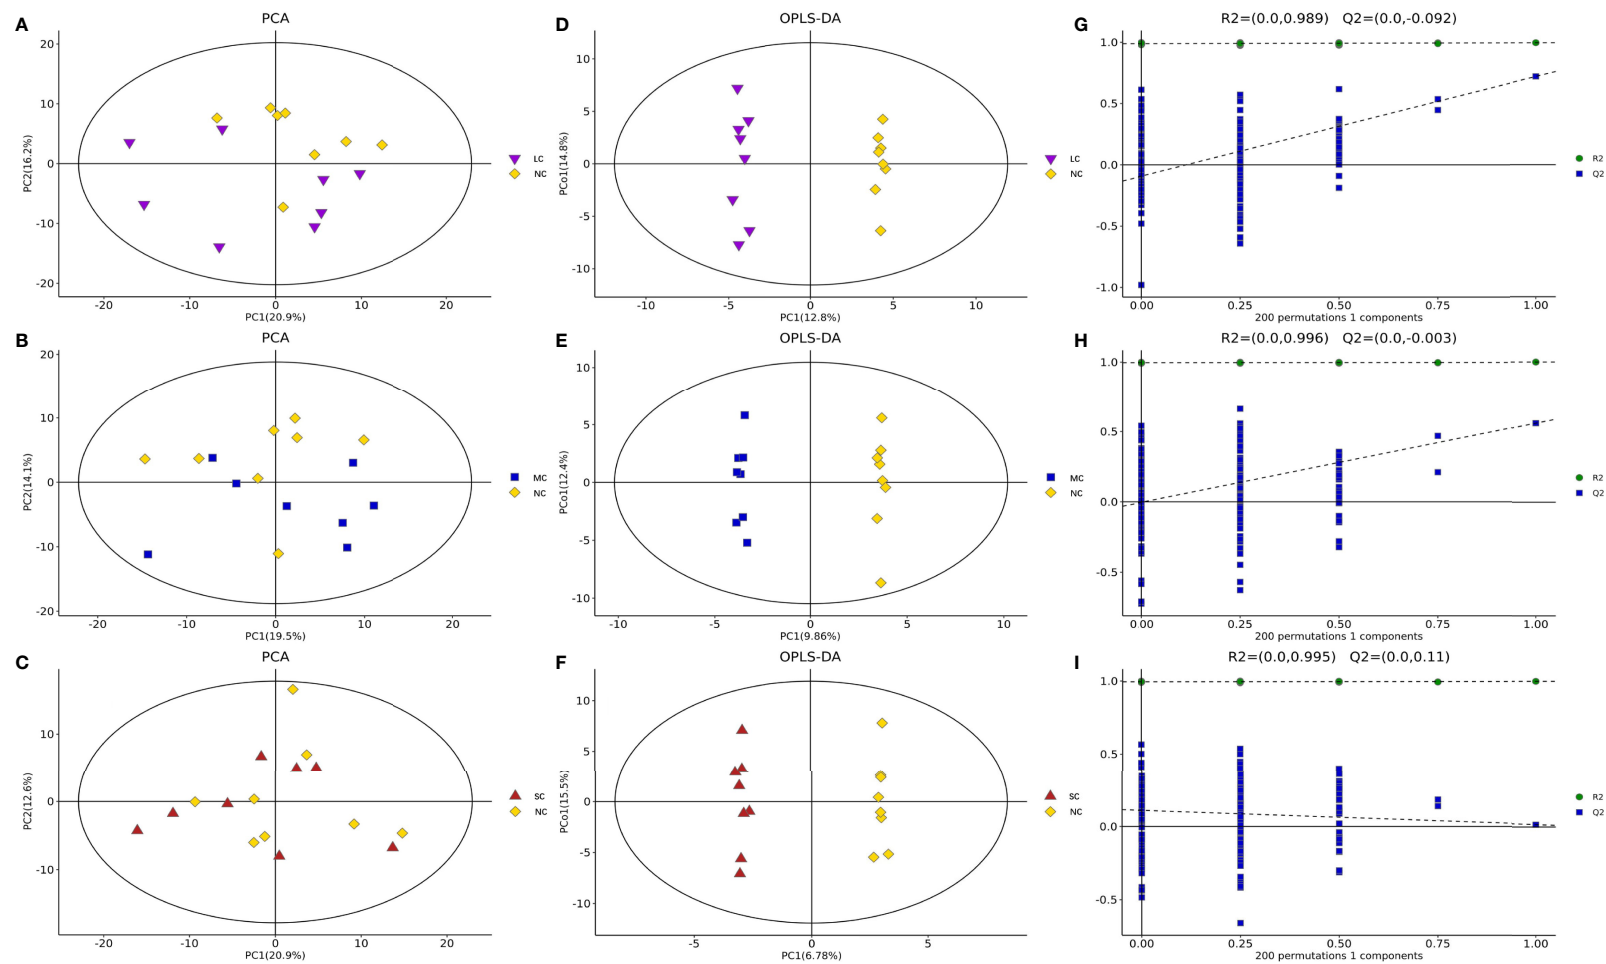 A
PCA
20
10
0
-10
-20
PC2(16.2%)
-20
-10
0
10
20
PC1(20.9%)
LC
NC
D
OPLS-DA
10
5
0
-5
-10
PCo1(14.8%)
-10
-5
0
5
10
PC1(12.8%)
LC
NC
G
R2=(0.0,0.989) Q2=(0.0,-0.092)
1.0
0.5
0.0
-0.5
-1.0
0.00
0.25
0.50
0.75
1.00
200 permutations 1 components
R2
Q2
B
PCA
20
10
0
-10
-20
PC2(14.1%)
-20
-10
0
10
20
PC1(19.5%)
MC
NC
E
OPLS-DA
10
5
0
-5
-10
PCo1(12.4%)
-10
-5
0
5
10
PC1(9.86%)
MC
NC
H
R2=(0.0,0.996) Q2=(0.0,-0.003)
1.0
0.5
0.0
-0.5
0.00
0.25
0.50
0.75
1.00
200 permutations 1 components
R2
Q2
C
PCA
10
0
-10
PC2(12.6%)
-20
-10
0
10
20
PC1(20.9%)
SC
NC
F
OPLS-DA
10
5
0
-5
-10
PCo1(15.5%)
-5
0
5
PC1(6.78%)
SC
NC
I
R2=(0.0,0.995) Q2=(0.0,0.11)
1.0
0.5
0.0
-0.5
0.00
0.25
0.50
0.75
1.00
200 permutations 1 components
R2
Q2